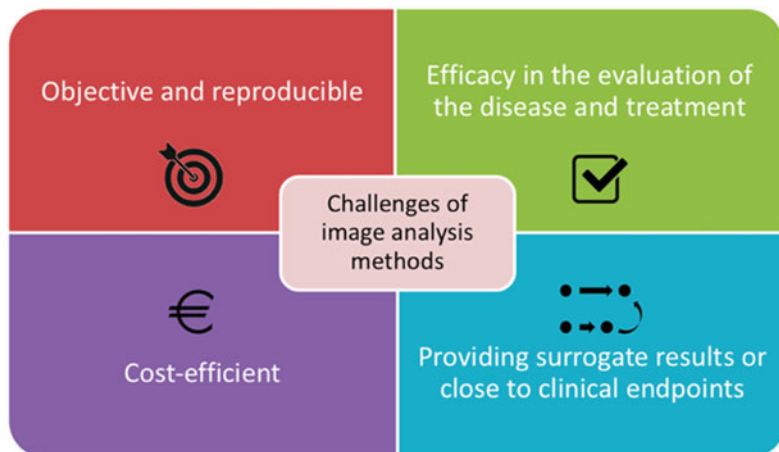 Objective and reproducible
Efficacy in the evaluation of
the disease and treatment
Challenges of
image analysis
methods
€
Cost-efficient
Providing surrogate results or
close to clinical endpoints